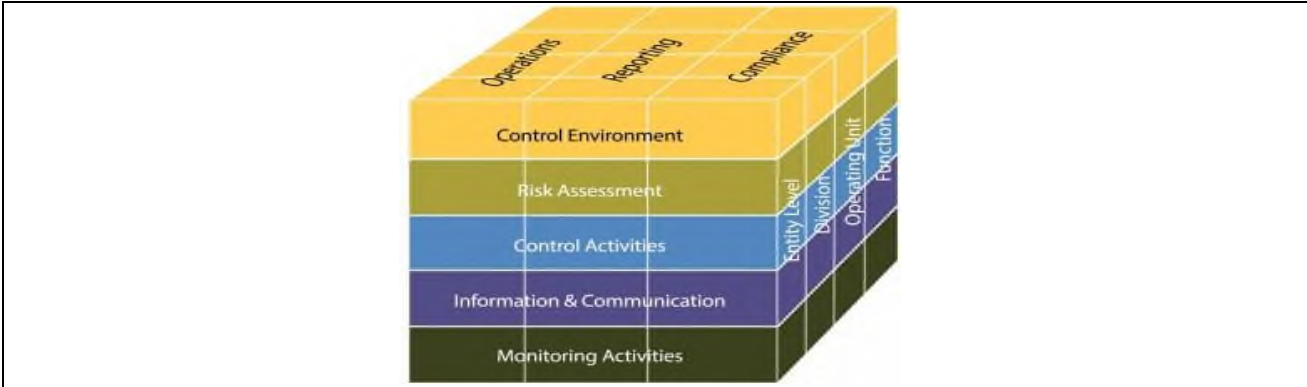 Operations
Reporting
Compliance
Control Environment
Risk Assessment
Control Activities
Information & Communication
Monitoring Activities
Entity Level
Division
Operating Unit
Function